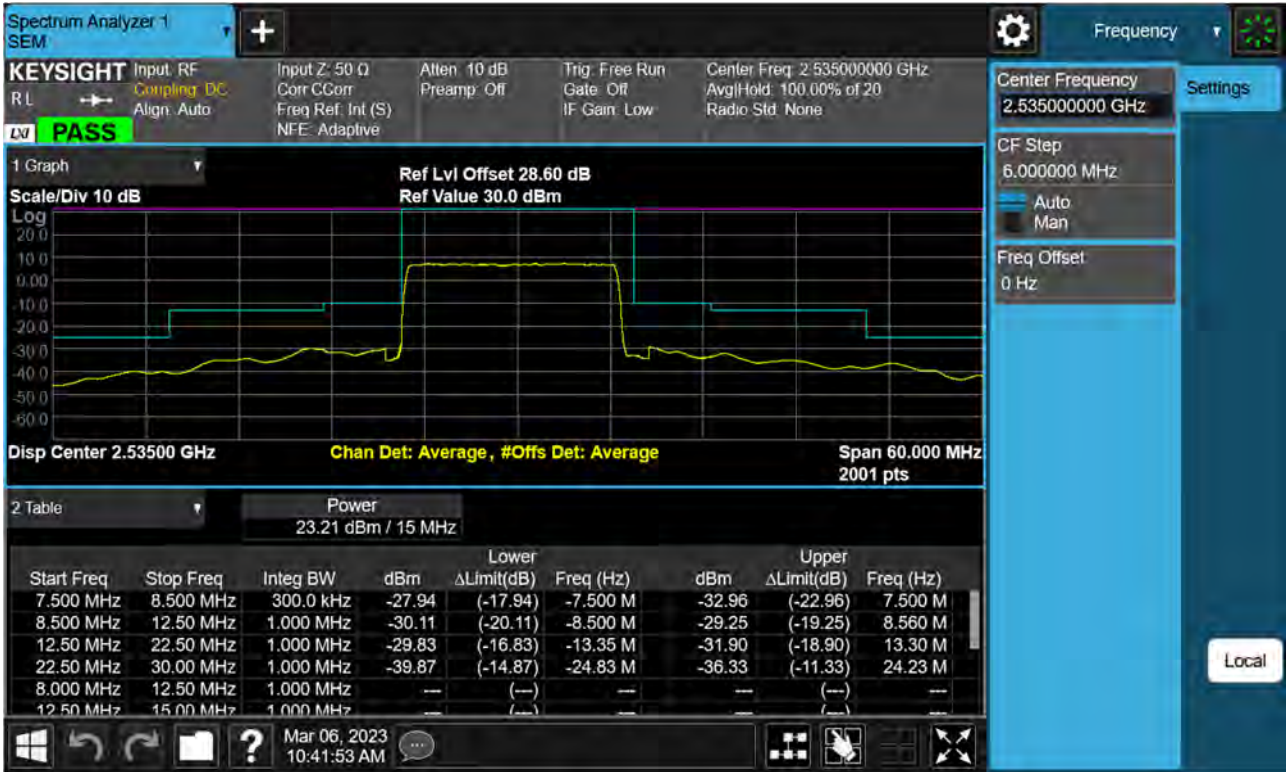 Spectrum Analyzer 1
SEM
Frequency
KEYSIGHT
R L
LXI PASS
Input: RF
Coupling: DC
Align: Auto
Input Z: 50 Ω
Corr CCorr
Freq Ref: Int (S)
NFE: Adaptive
Atten: 10 dB
Preamp: Off
Trig: Free Run
Gate: Off
IF Gain: Low
Center Freq: 2.535000000 GHz
Avg|Hold: 100.00% of 20
Radio Std: None
Center Frequency
2.535000000 GHz
Settings
CF Step
6.000000 MHz
Auto
Man
Freq Offset
0 Hz
1 Graph
Scale/Div 10 dB
Ref Lvl Offset 28.60 dB
Ref Value 30.0 dBm
Log
20.0
10.0
0.00
-10.0
-20.0
-30.0
-40.0
-50.0
-60.0
Disp Center 2.53500 GHz
Chan Det: Average, #Offs Det: Average
Span 60.000 MHz
2001 pts
2 Table
Power
23.21 dBm / 15 MHz
Lower Upper
Start Freq Stop Freq Integ BW dBm ΔLimit(dB) Freq (Hz) dBm ΔLimit(dB) Freq (Hz)
7.500 MHz 8.500 MHz 300.0 kHz -27.94 (-17.94) -7.500 M -32.96 (-22.96) 7.500 M
8.500 MHz 12.50 MHz 1.000 MHz -30.11 (-20.11) -8.500 M -29.25 (-19.25) 8.560 M
12.50 MHz 22.50 MHz 1.000 MHz -29.83 (-16.83) -13.35 M -31.90 (-18.90) 13.30 M
22.50 MHz 30.00 MHz 1.000 MHz -39.87 (-14.87) -24.83 M -36.33 (-11.33) 24.23 M
8.000 MHz 12.50 MHz 1.000 MHz --- (---) --- --- (---) ---
12.50 MHz 15.00 MHz 1.000 MHz --- (---) --- --- (---) ---
Local
?
Mar 06, 2023
10:41:53 AM